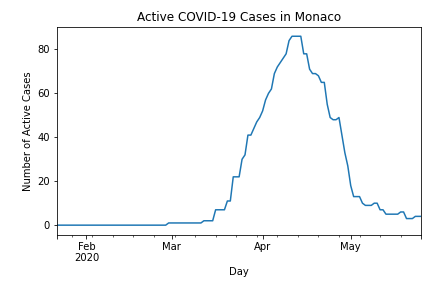 Active COVID-19 Cases in Monaco
Number of Active Cases
80
60
40
20
0
Feb
2020
Mar
Apr
May
Day